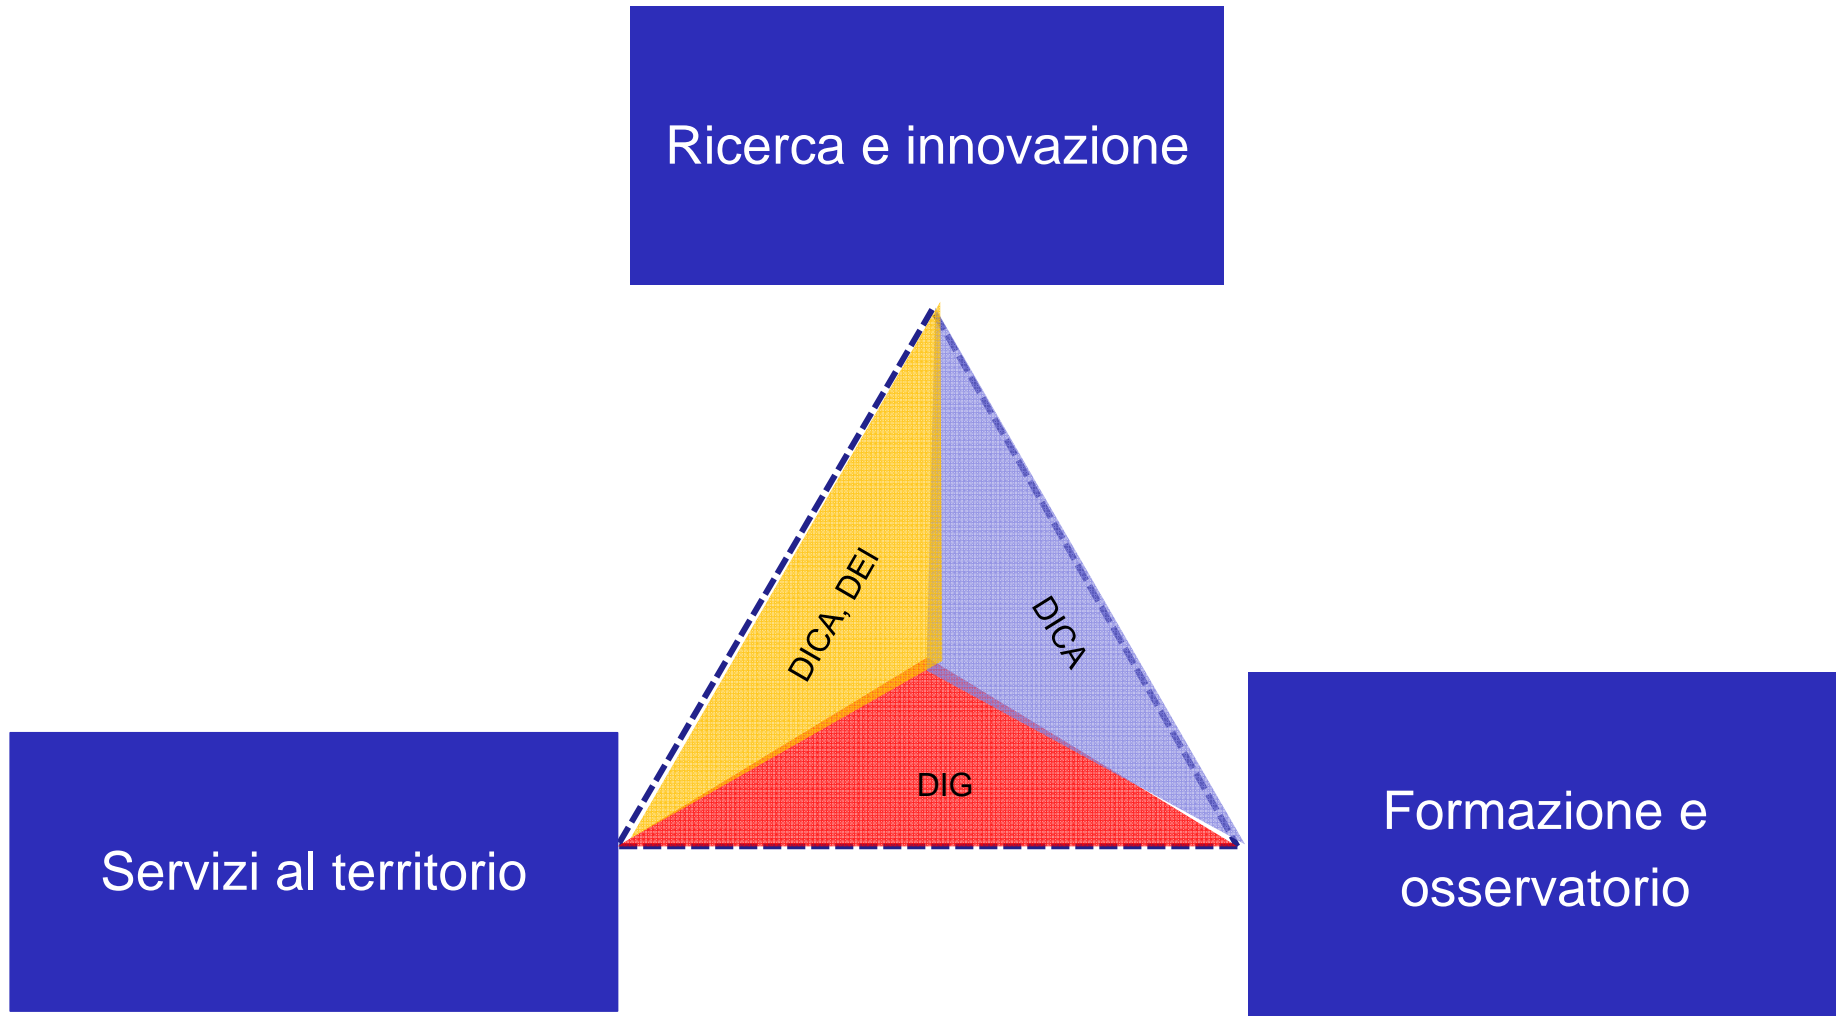 Ricerca e innovazione
DICA, DEI
DICA
DIG
Servizi al territorio
Formazione e
osservatorio